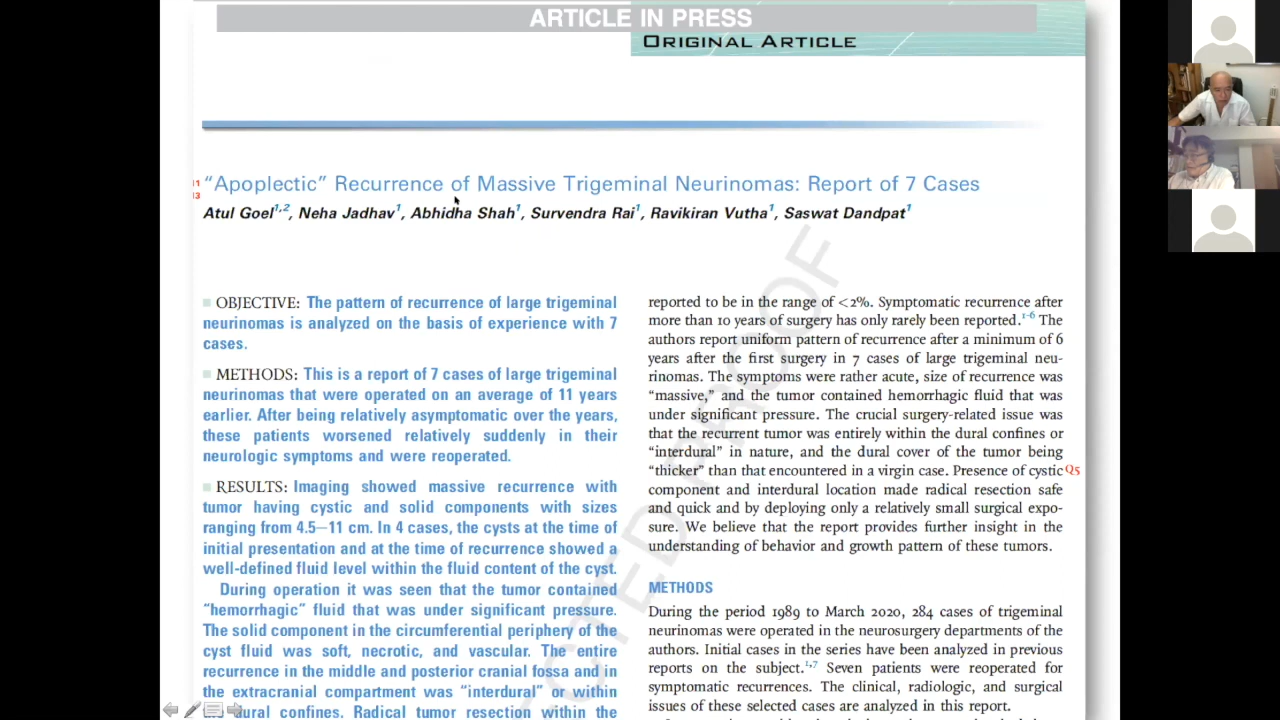 ARTICLE IN PRESS
ORIGINAL ARTICLE
“Apoplectic” Recurrence of Massive Trigeminal Neurinomas: Report of 7 Cases
Atul Goel1,2, Neha Jadhav1, Abhidha Shah1, Survendra Rai1, Ravikiran Vutha1, Saswat Dandpat1
OBJECTIVE: The pattern of recurrence of large trigeminal
neurinomas is analyzed on the basis of experience with 7
cases.
METHODS: This is a report of 7 cases of large trigeminal
neurinomas that were operated on an average of 11 years
earlier. After being relatively asymptomatic over the years,
these patients worsened relatively suddenly in their
neurologic symptoms and were reoperated.
RESULTS: Imaging showed massive recurrence with
tumor having cystic and solid components with sizes
ranging from 4.5–11 cm. In 4 cases, the cysts at the time of
initial presentation and at the time of recurrence showed a
well-defined fluid level within the fluid content of the cyst.
During operation it was seen that the tumor contained
“hemorrhagic” fluid that was under significant pressure.
The solid component in the circumferential periphery of the
cyst fluid was soft, necrotic, and vascular. The entire
recurrence in the middle and posterior cranial fossa and in
the extracranial compartment was “interdural” or within
dural confines. Radical tumor resection within the
reported to be in the range of <2%. Symptomatic recurrence after
more than 10 years of surgery has only rarely been reported.1-6 The
authors report uniform pattern of recurrence after a minimum of 6
years after the first surgery in 7 cases of large trigeminal neu-
rinomas. The symptoms were rather acute, size of recurrence was
“massive,” and the tumor contained hemorrhagic fluid that was
under significant pressure. The crucial surgery-related issue was
that the recurrent tumor was entirely within the dural confines or
“interdural” in nature, and the dural cover of the tumor being
“thicker” than that encountered in a virgin case. Presence of cystic Q5
component and interdural location made radical resection safe
and quick and by deploying only a relatively small surgical expo-
sure. We believe that the report provides further insight in the
understanding of behavior and growth pattern of these tumors.
METHODS
During the period 1989 to March 2020, 284 cases of trigeminal
neurinomas were operated in the neurosurgery departments of the
authors. Initial cases in the series have been analyzed in previous
reports on the subject.1,7 Seven patients were reoperated for
symptomatic recurrences. The clinical, radiologic, and surgical
issues of these selected cases are analyzed in this report.